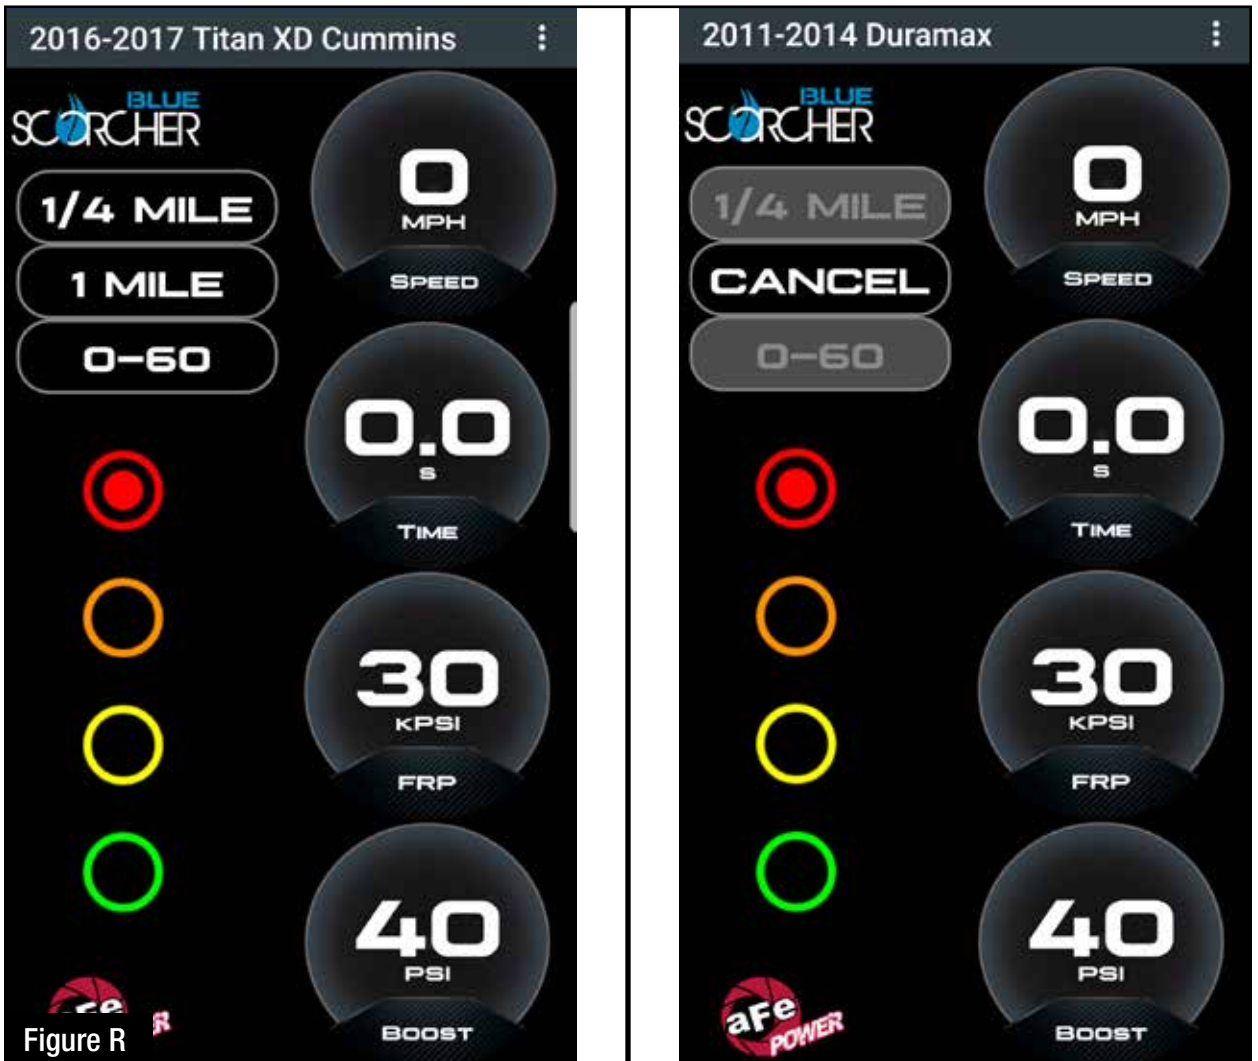 2016-2017 Titan XD Cummins
BLUE
SCORCHER
1/4 MILE
1 MILE
0-60
0
MPH
SPEED
0.0
S
TIME
30
KPSI
FRP
40
PSI
BOOST
aFe
R
Figure R
2011-2014 Duramax
BLUE
SCORCHER
1/4 MILE
CANCEL
0-60
0
MPH
SPEED
0.0
S
TIME
30
KPSI
FRP
40
PSI
BOOST
aFe
POWER